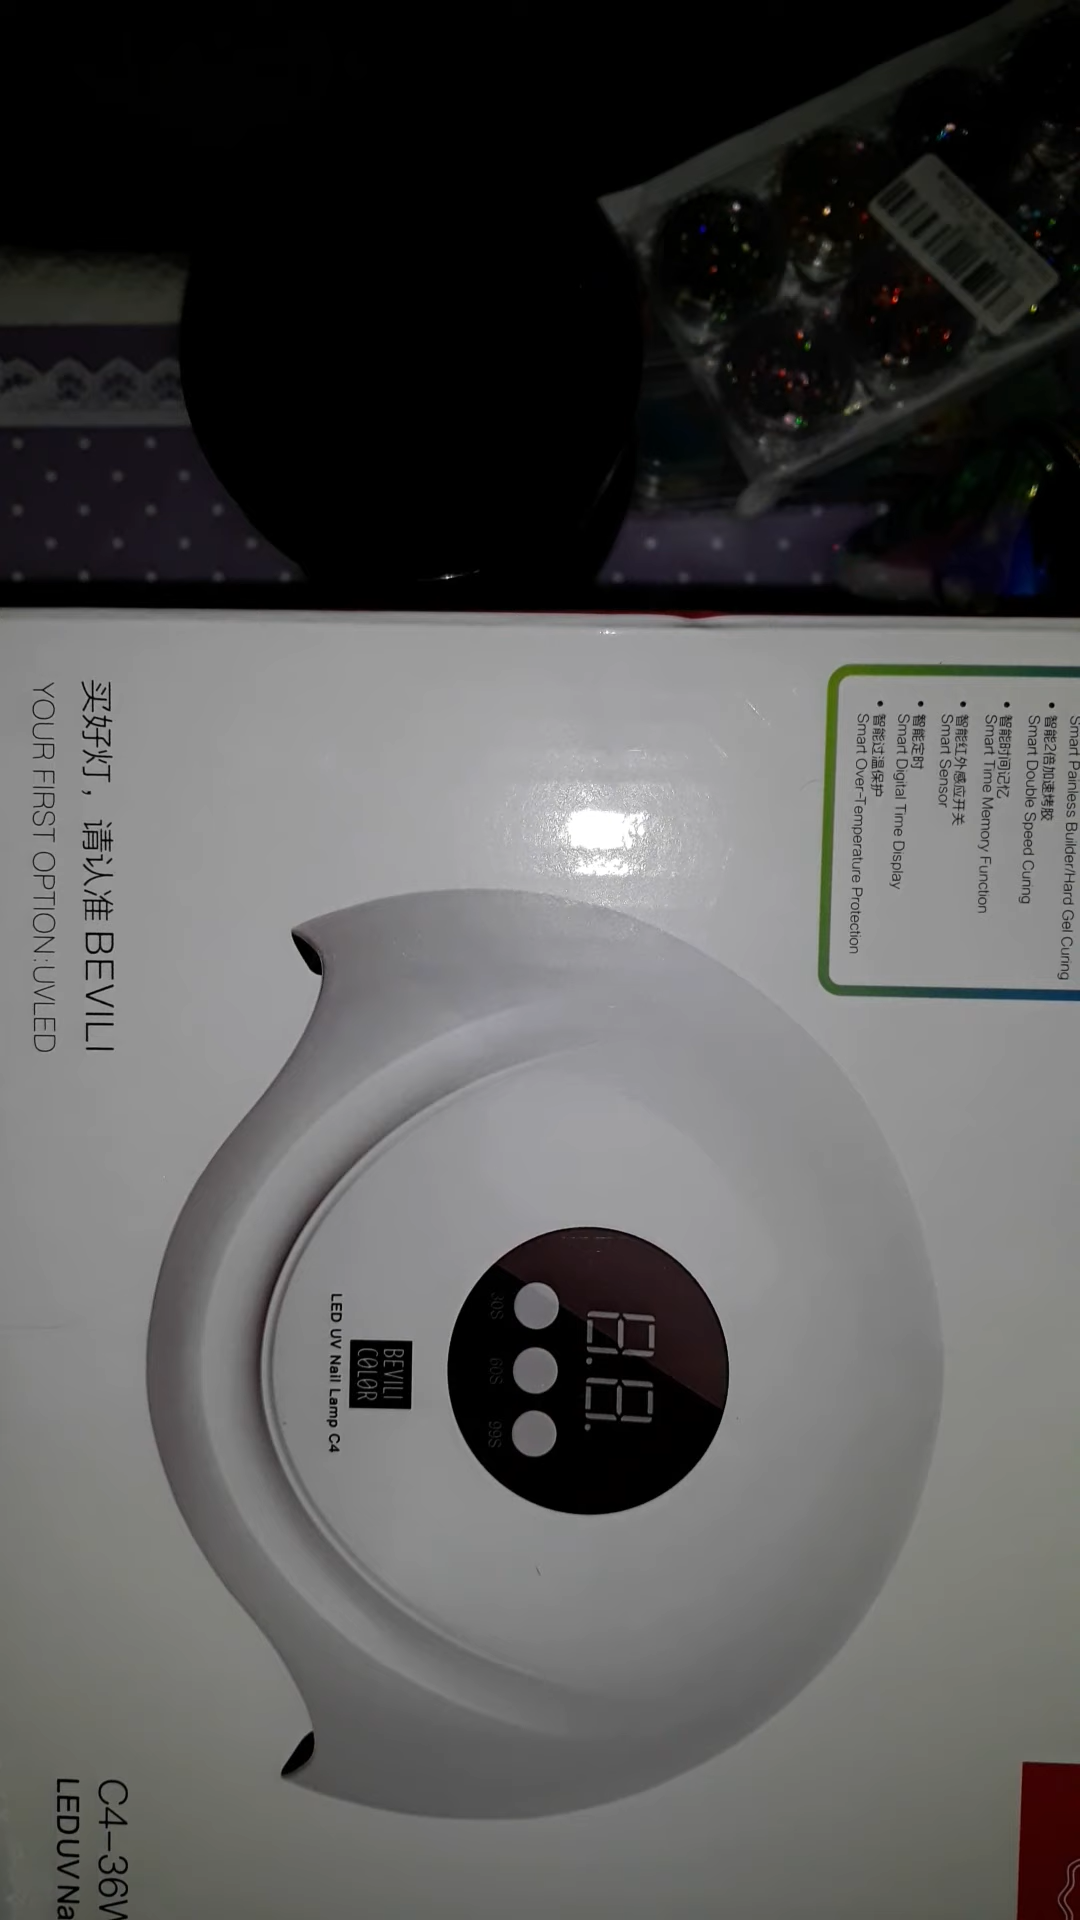 Smart Painless Builder/Hard Gel Curing
• 智能2倍加速烤胶
Smart Double Speed Curing
• 智能时间记忆
Smart Time Memory Function
• 智能红外感应开关
Smart Sensor
• 智能定时
Smart Digital Time Display
• 智能过温保护
Smart Over-Temperature Protection
8.8.
30S 60S 99S
BEVILI
COLOR
LED UV Nail Lamp C4
买好灯，请认准 BEVILI
YOUR FIRST OPTION:UVLED
C4-36W
LEDUV Na